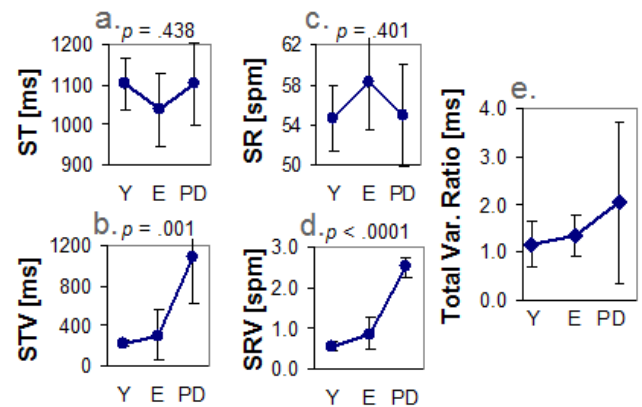 a.
p = .438
ST [ms]
1200
1100
1000
900
Y E PD
b.
p = .001
STV [ms]
1200
800
400
0
Y E PD
c.
p = .401
SR [spm]
62
58
54
50
Y E PD
d.
p < .0001
SRV [spm]
3.0
2.0
1.0
0.0
Y E PD
e.
Total Var. Ratio [ms]
4.0
3.0
2.0
1.0
0.0
Y E PD